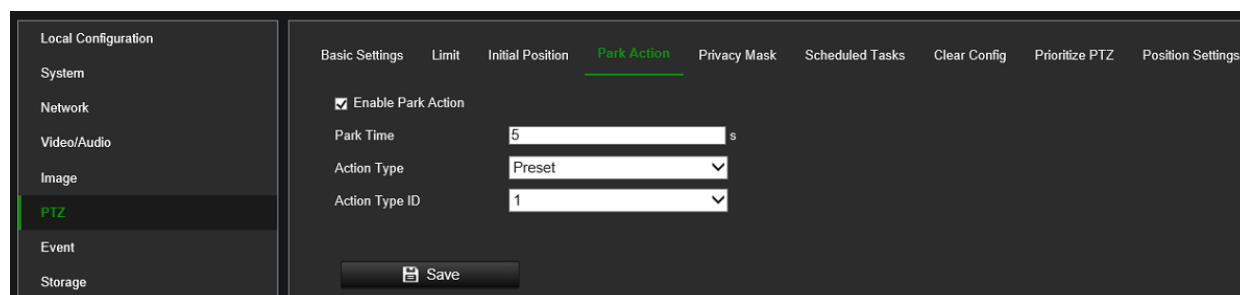 Local Configuration
System
Network
Video/Audio
Image
PTZ
Event
Storage
Basic Settings Limit Initial Position Park Action Privacy Mask Scheduled Tasks Clear Config Prioritize PTZ Position Settings
Enable Park Action
Park Time 5 s
Action Type Preset
Action Type ID 1
Save